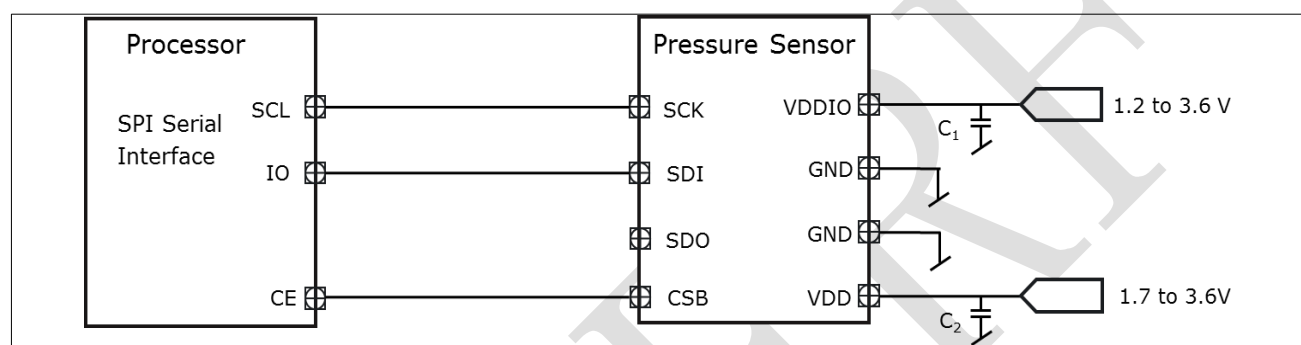 Processor
SPI Serial
Interface
SCL
IO
CE
Pressure Sensor
SCK
SDI
SDO
CSB
VDDIO
GND
GND
VDD
C1
1.2 to 3.6 V
C2
1.7 to 3.6V